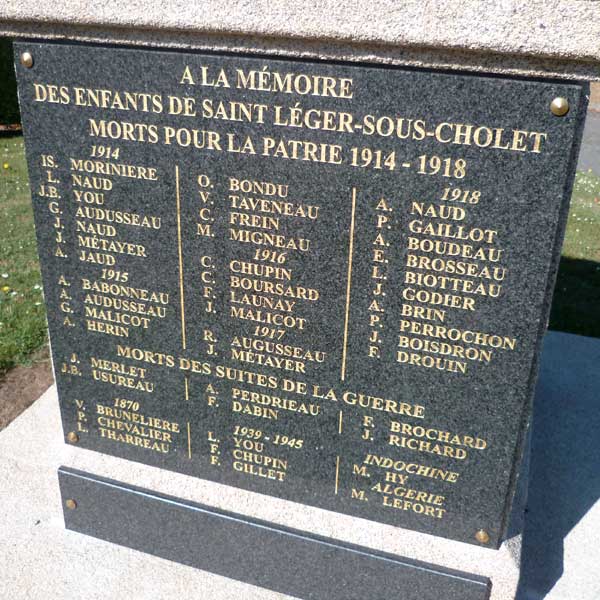 A LA MÉMOIRE
DES ENFANTS DE SAINT LÉGER-SOUS-CHOLET
MORTS POUR LA PATRIE 1914 - 1918
1914
IS. MORINIERE
L. NAUD
J.B. YOU
G. AUDUSSEAU
J. NAUD
J. MÉTAYER
A. JAUD
1915
A. BABONNEAU
A. AUDUSSEAU
G. MALICOT
A. HERIN
O. BONDU
V. TAVENEAU
C. FREIN
M. MIGNEAU
1916
C. CHUPIN
C. BOURSARD
F. LAUNAY
J. MALICOT
1917
R. AUGUSSEAU
J. MÉTAYER
1918
A. NAUD
P. GAILLOT
A. BOUDEAU
E. BROSSEAU
L. BIOTTEAU
J. GODIER
A. BRIN
P. PERROCHON
J. BOISDRON
F. DROUIN
MORTS DES SUITES DE LA GUERRE
J. MERLET
J.B. USUREAU
A. PERDRIEAU
F. DABIN
F. BROCHARD
J. RICHARD
1870
V. BRUNELIERE
P. CHEVALIER
L. THARREAU
1939 - 1945
L. YOU
F. CHUPIN
F. GILLET
INDOCHINE
M. HY
ALGERIE
M. LEFORT